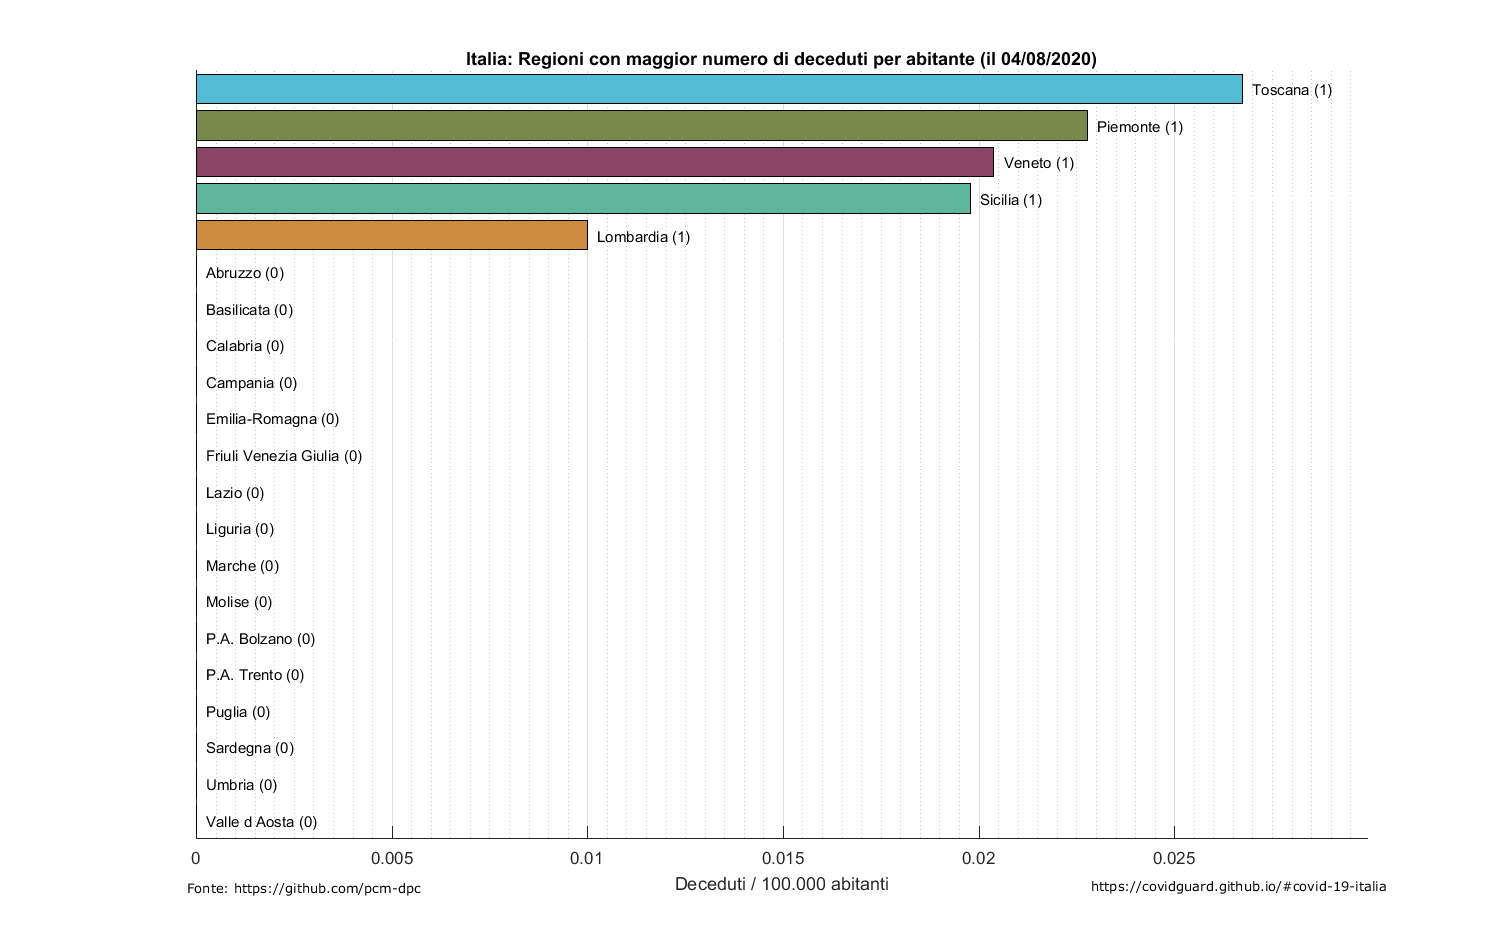 Italia: Regioni con maggior numero di deceduti per abitante (il 04/08/2020)
Toscana (1)
Piemonte (1)
Veneto (1)
Sicilia (1)
Lombardia (1)
Abruzzo (0)
Basilicata (0)
Calabria (0)
Campania (0)
Emilia-Romagna (0)
Friuli Venezia Giulia (0)
Lazio (0)
Liguria (0)
Marche (0)
Molise (0)
P.A. Bolzano (0)
P.A. Trento (0)
Puglia (0)
Sardegna (0)
Umbria (0)
Valle d Aosta (0)
0 0.005 0.01 0.015 0.02 0.025
Deceduti / 100.000 abitanti
Fonte: https://github.com/pcm-dpc
https://covidguard.github.io/#covid-19-italia